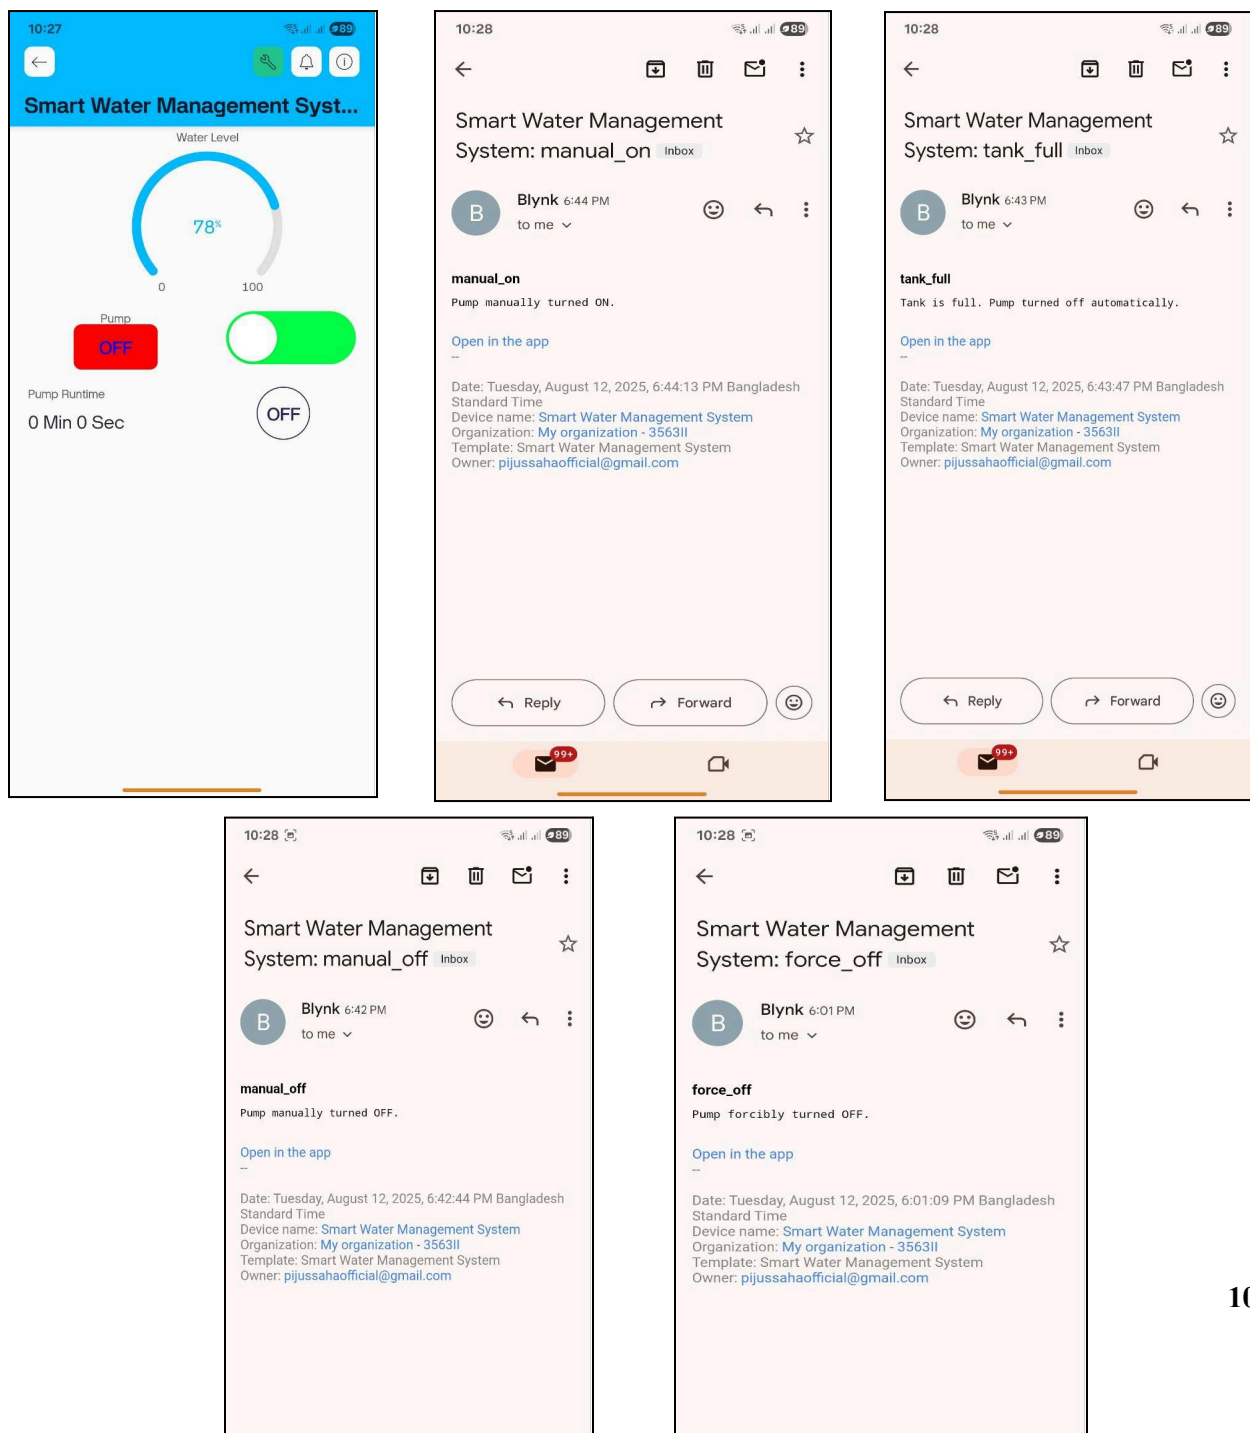 10:27
89
Smart Water Management Syst...
Water Level
78%
0 100
Pump
OFF
Pump Runtime
0 Min 0 Sec
OFF
10:28
89
Smart Water Management
System: manual_on Inbox
B
Blynk 6:44 PM
to me
manual_on
Pump manually turned ON.
Open in the app
--
Date: Tuesday, August 12, 2025, 6:44:13 PM Bangladesh
Standard Time
Device name: Smart Water Management System
Organization: My organization - 3563II
Template: Smart Water Management System
Owner: pijussahaofficial@gmail.com
Reply
Forward
99+
10:28
89
Smart Water Management
System: tank_full Inbox
B
Blynk 6:43 PM
to me
tank_full
Tank is full. Pump turned off automatically.
Open in the app
--
Date: Tuesday, August 12, 2025, 6:43:47 PM Bangladesh
Standard Time
Device name: Smart Water Management System
Organization: My organization - 3563II
Template: Smart Water Management System
Owner: pijussahaofficial@gmail.com
Reply
Forward
99+
10:28
89
Smart Water Management
System: manual_off Inbox
B
Blynk 6:42 PM
to me
manual_off
Pump manually turned OFF.
Open in the app
--
Date: Tuesday, August 12, 2025, 6:42:44 PM Bangladesh
Standard Time
Device name: Smart Water Management System
Organization: My organization - 3563II
Template: Smart Water Management System
Owner: pijussahaofficial@gmail.com
10:28
89
Smart Water Management
System: force_off Inbox
B
Blynk 6:01 PM
to me
force_off
Pump forcibly turned OFF.
Open in the app
--
Date: Tuesday, August 12, 2025, 6:01:09 PM Bangladesh
Standard Time
Device name: Smart Water Management System
Organization: My organization - 3563II
Template: Smart Water Management System
Owner: pijussahaofficial@gmail.com